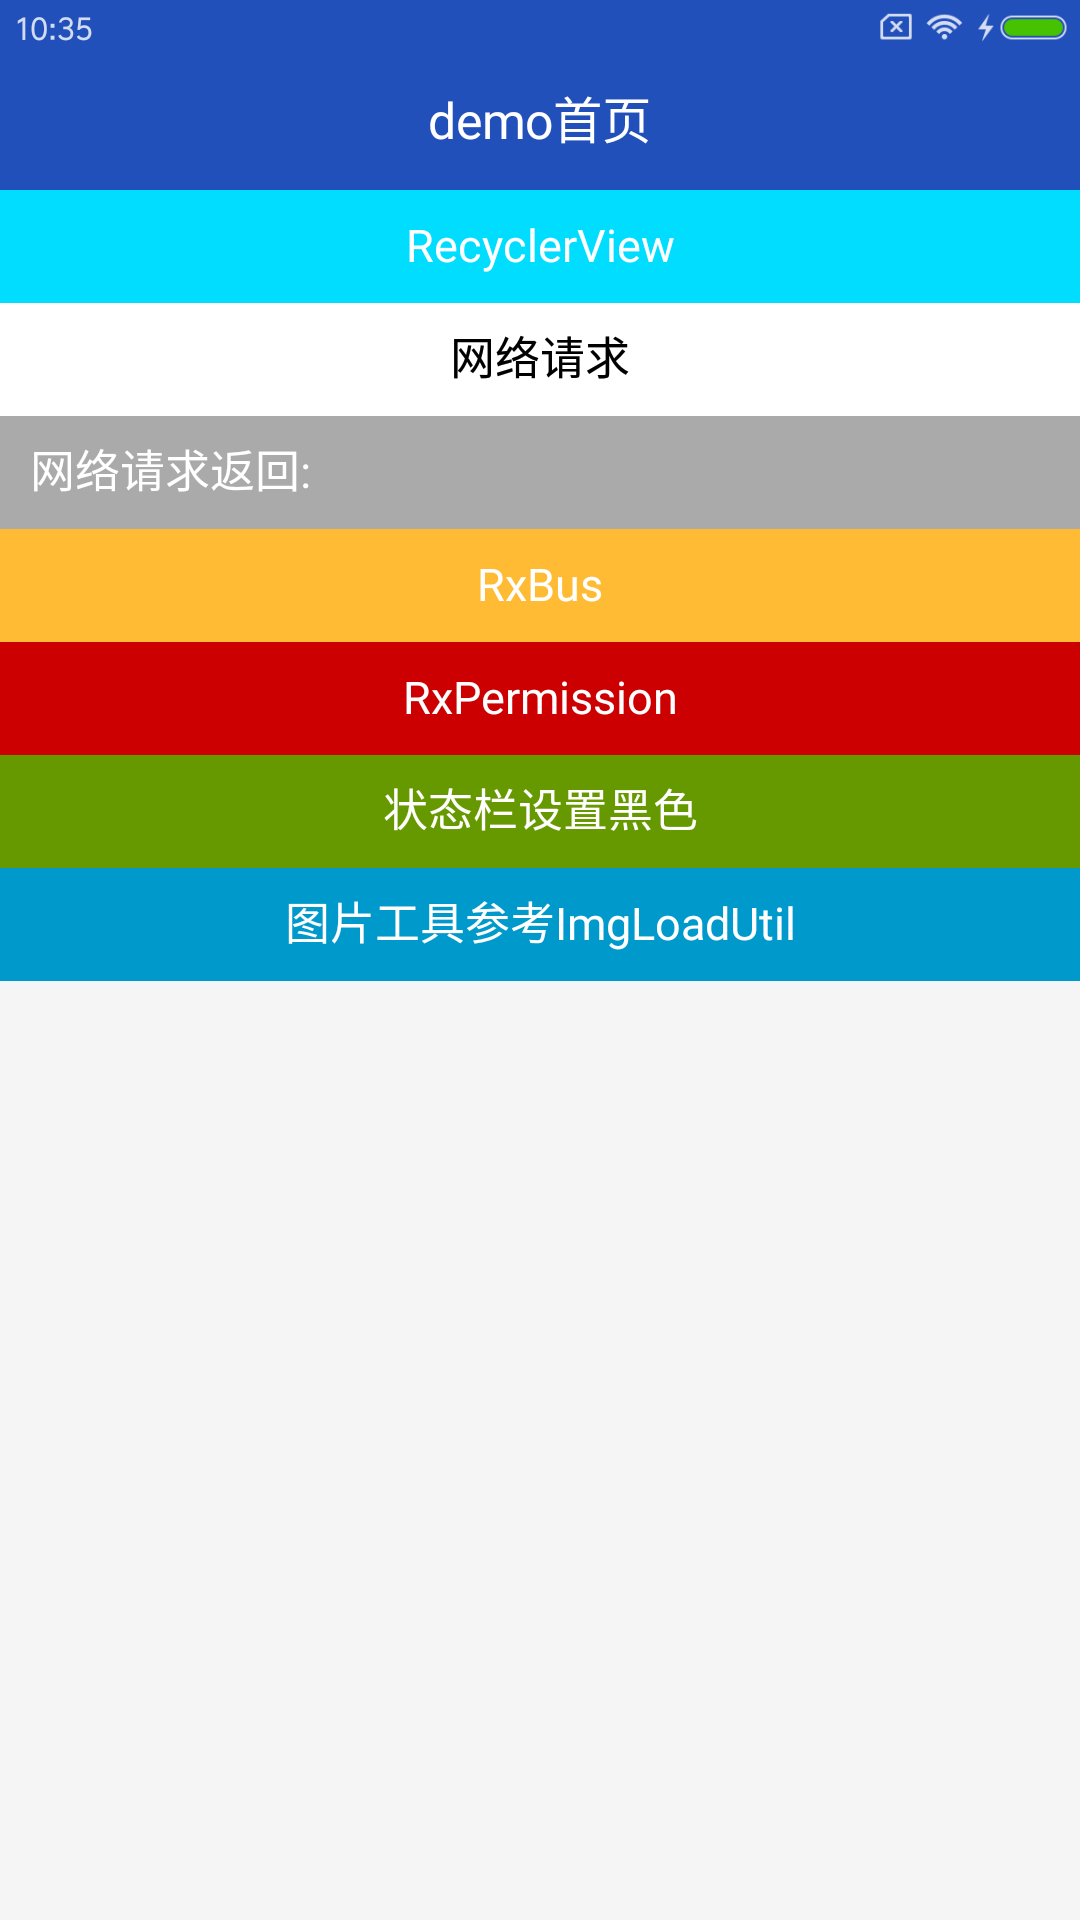 10:35
demo首页
RecyclerView
网络请求
网络请求返回:
RxBus
RxPermission
状态栏设置黑色
图片工具参考ImgLoadUtil